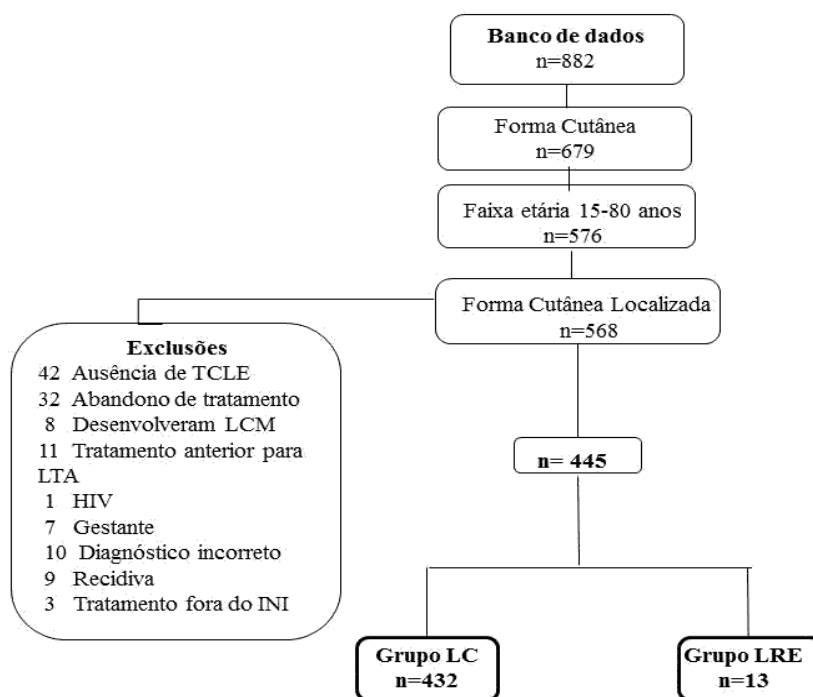 Banco de dados
n=882
Forma Cutânea
n=679
Faixa etária 15-80 anos
n=576
Forma Cutânea Localizada
n=568
Exclusões
42 Ausência de TCLE
32 Abandono de tratamento
8 Desenvolveram LCM
11 Tratamento anterior para
LTA
1 HIV
7 Gestante
10 Diagnóstico incorreto
9 Recidiva
3 Tratamento fora do INI
n= 445
Grupo LC
n=432
Grupo LRE
n=13